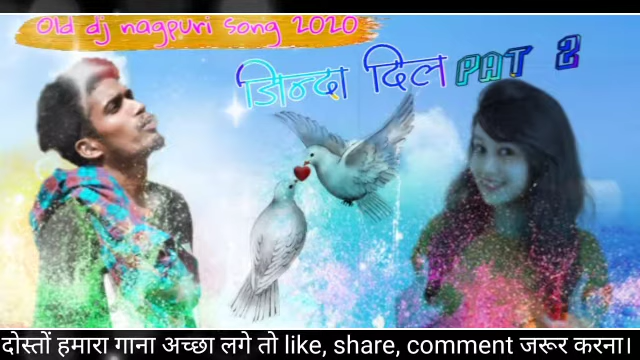 Old dj nagpuri song 2020
जिन्दा दिल PAT 2
दोस्तों हमारा गाना अच्छा लगे तो like, share, comment जरूर करना।